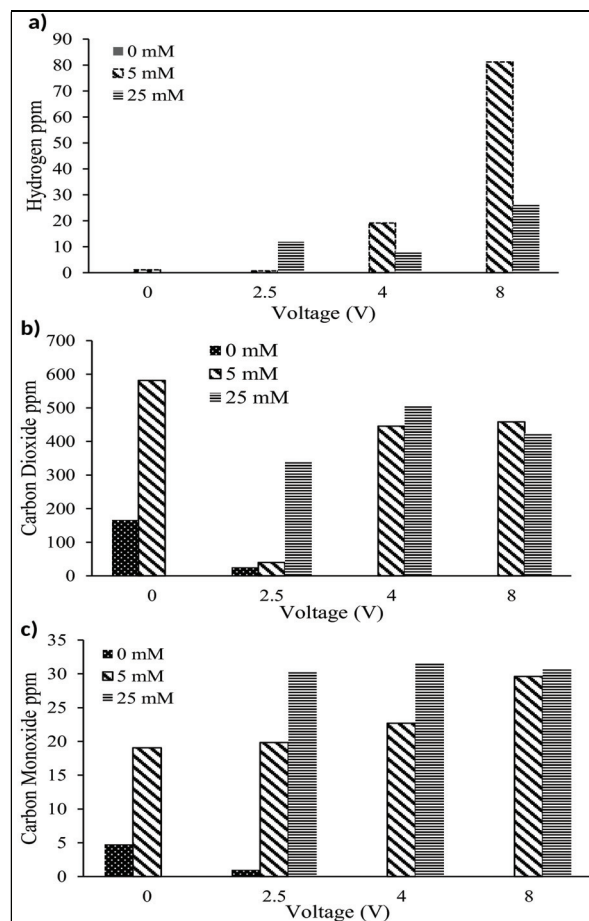 a)
90
80
70
60
50
40
30
20
10
0
Hydrogen ppm
0 mM
5 mM
25 mM
0 2.5 4 8
Voltage (V)
b)
700
600
500
400
300
200
100
0
Carbon Dioxide ppm
0 mM
5 mM
25 mM
0 2.5 4 8
Voltage (V)
c)
35
30
25
20
15
10
5
0
Carbon Monoxide ppm
0 mM
5 mM
25 mM
0 2.5 4 8
Voltage (V)